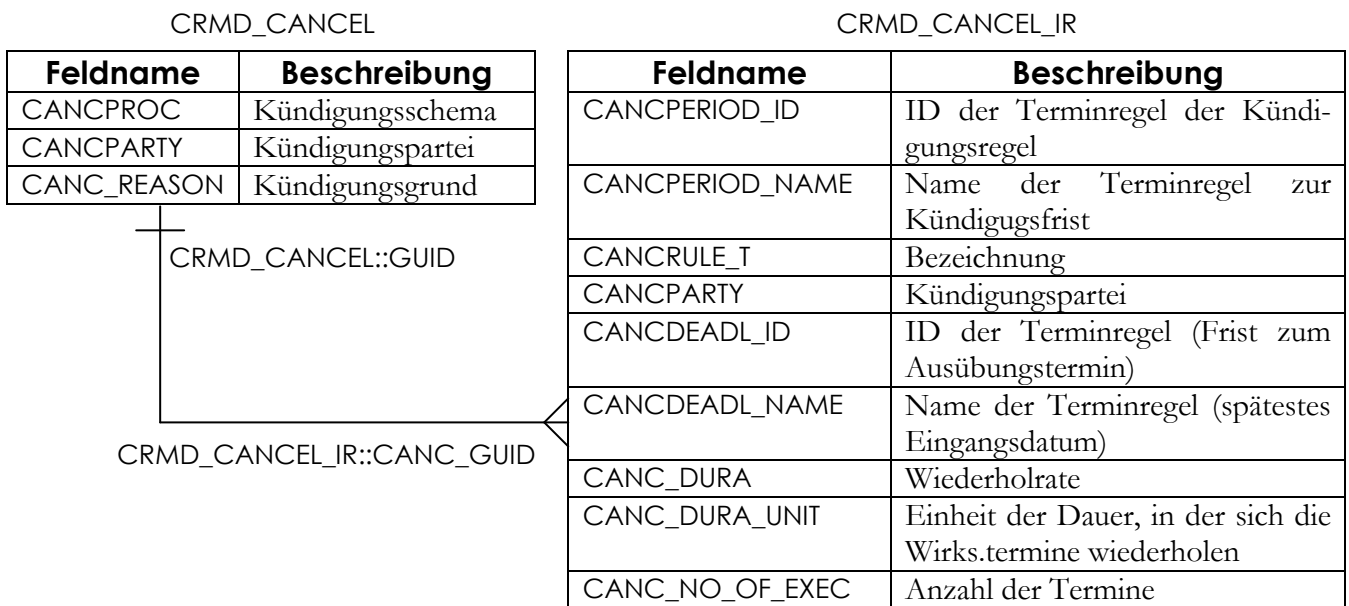 CRMD_CANCEL
Feldname Beschreibung
CANCPROC Kündigungsschema
CANCPARTY Kündigungspartei
CANC_REASON Kündigungsgrund
CRMD_CANCEL::GUID
CRMD_CANCEL_IR::CANC_GUID
CRMD_CANCEL_IR
Feldname Beschreibung
CANCPERIOD_ID ID der Terminregel der Kündi-
gungsregel
CANCPERIOD_NAME Name der Terminregel zur
Kündigugsfrist
CANCRULE_T Bezeichnung
CANCPARTY Kündigungspartei
CANCDEADL_ID ID der Terminregel (Frist zum
Ausübungstermin)
CANCDEADL_NAME Name der Terminregel (spätestes
Eingangsdatum)
CANC_DURA Wiederholrate
CANC_DURA_UNIT Einheit der Dauer, in der sich die
Wirks.termine wiederholen
CANC_NO_OF_EXEC Anzahl der Termine